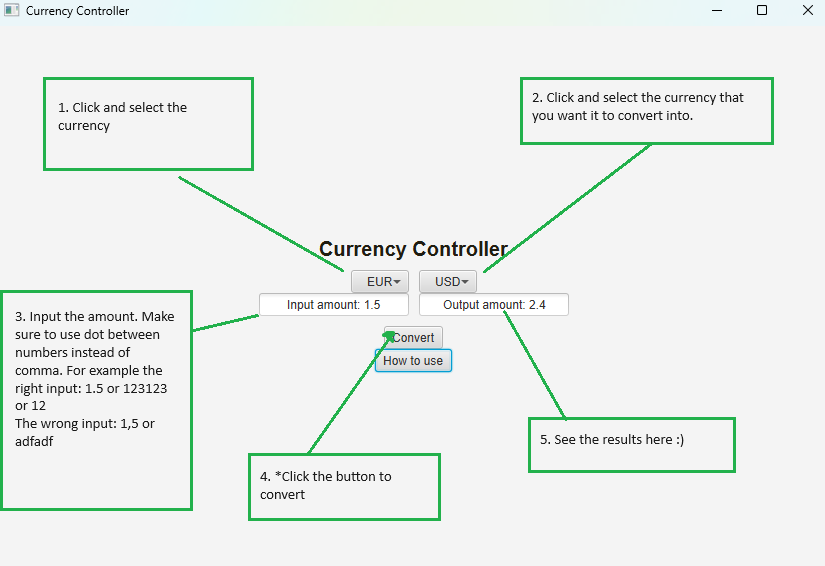 Currency Controller
1. Click and select the
currency
2. Click and select the currency that
you want it to convert into.
Currency Controller
EUR
USD
Input amount: 1.5
Output amount: 2.4
3. Input the amount. Make
sure to use dot between
numbers instead of
comma. For example the
right input: 1.5 or 123123
or 12
The wrong input: 1,5 or
adfadf
Convert
How to use
4. *Click the button to
convert
5. See the results here :)